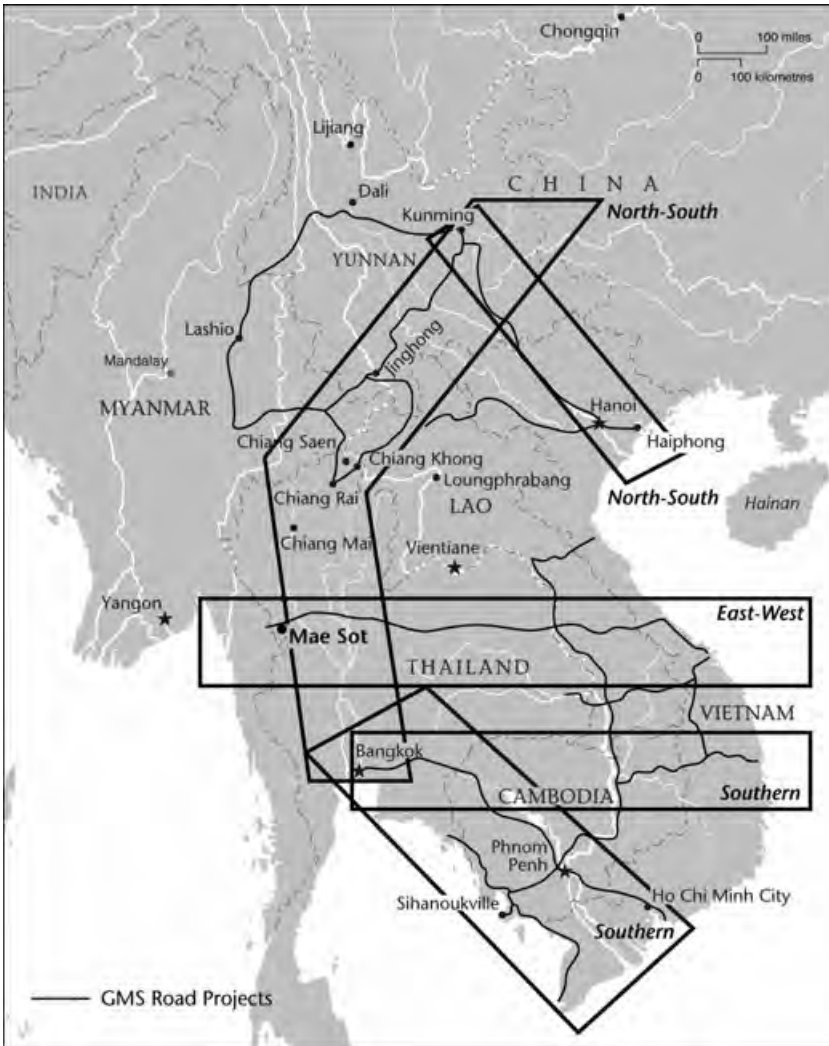 Chongqin
0 100 miles
0 100 kilometres
Lijiang
INDIA
Dali
CHINA
Kunming
North-South
YUNNAN
Lashio
Jinghong
Mandalay
MYANMAR
Hanoi
Haiphong
Chiang Saen
Chiang Khong
Loungphrabang
Chiang Rai
LAO
North-South
Hainan
Chiang Mai
Vientiane
Yangon
East-West
Mae Sot
THAILAND
VIETNAM
Bangkok
CAMBODIA
Southern
Phnom
Penh
Sihanoukville
Ho Chi Minh City
Southern
GMS Road Projects